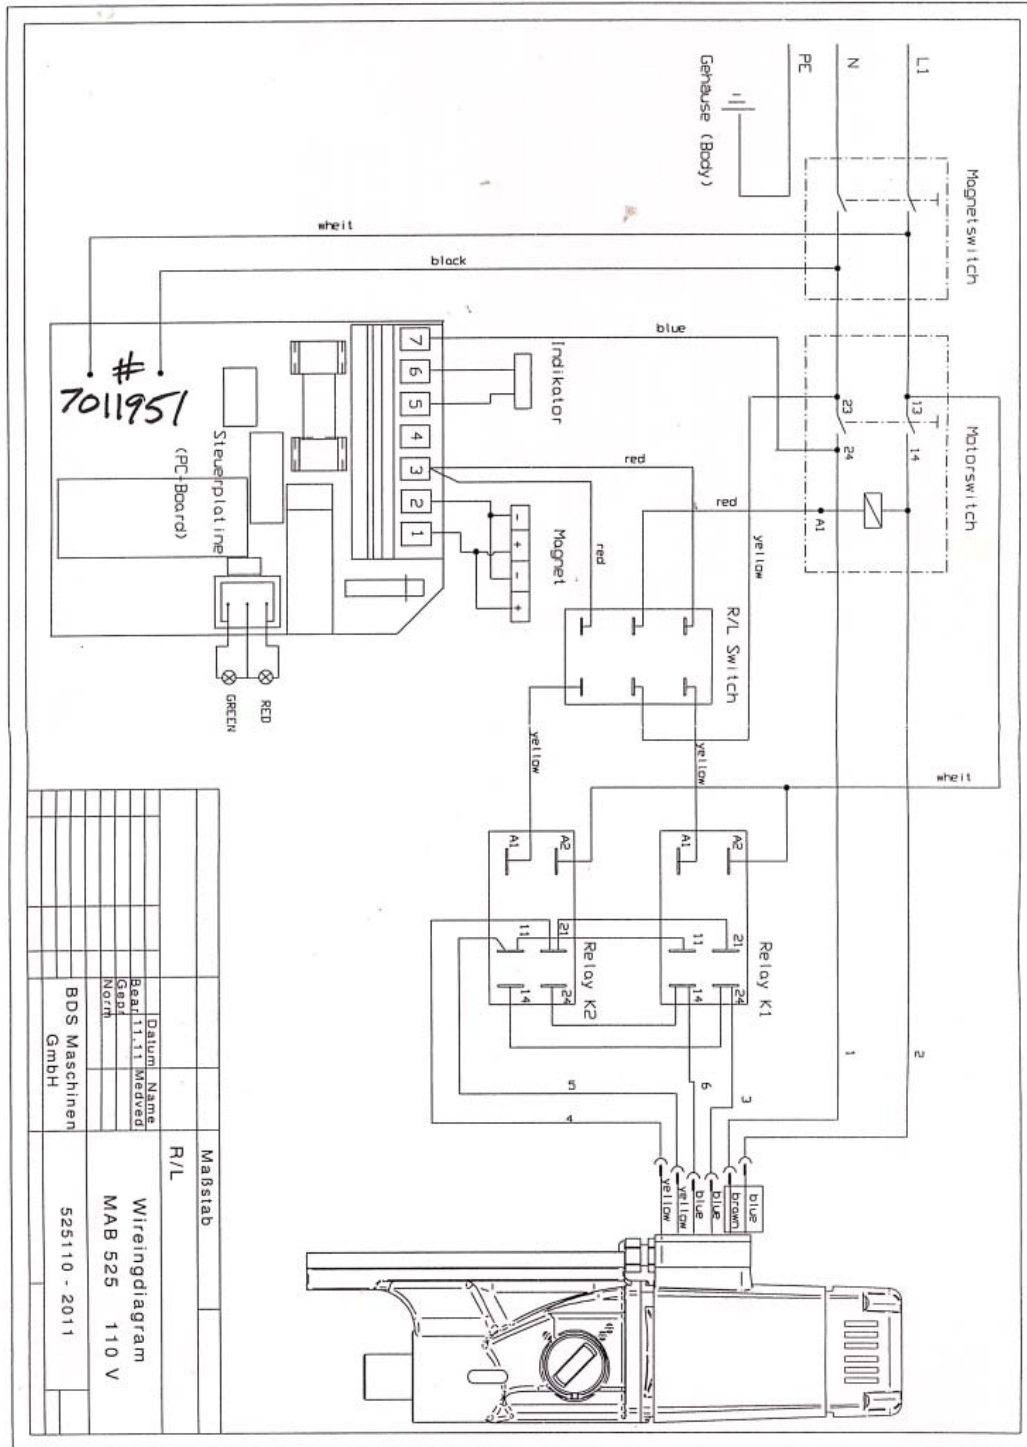 L1
N
PE
Gehause (Body)
Magnetswitch
wheit
black
Motorswitch
23
24
13
14
A1
blue
Indikator
7
6
5
4
3
2
1
-
+
-
+
Magnet
red
red
red
yellow
R/L Switch
#
7011951
Steuerplatine
(PC-Board)
GREEN
RED
yellow
yellow
wheit
A1
A2
11
21
14
24
Relay K2
A1
A2
11
21
14
24
Relay K1
1
2
3
6
5
4
yellow
yellow
blue
blue
brown
blue
Maßstab
R/L
Datum Name
Bear. 11.11 Medved
Gepr
Norm
BDS Maschinen
GmbH
Wireingdiagram
MAB 525 110 V
525110 - 2011